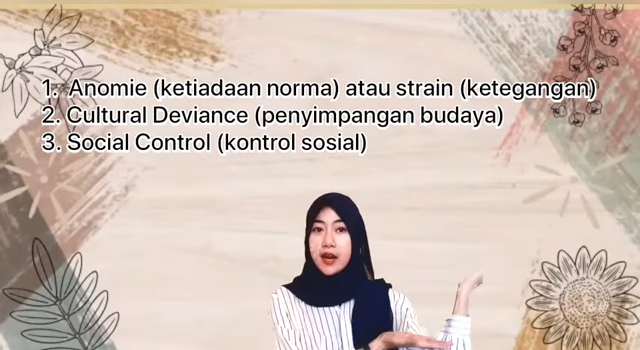 1. Anomie (ketiadaan norma) atau strain (ketegangan)
2. Cultural Deviance (penyimpangan budaya)
3. Social Control (kontrol sosial)